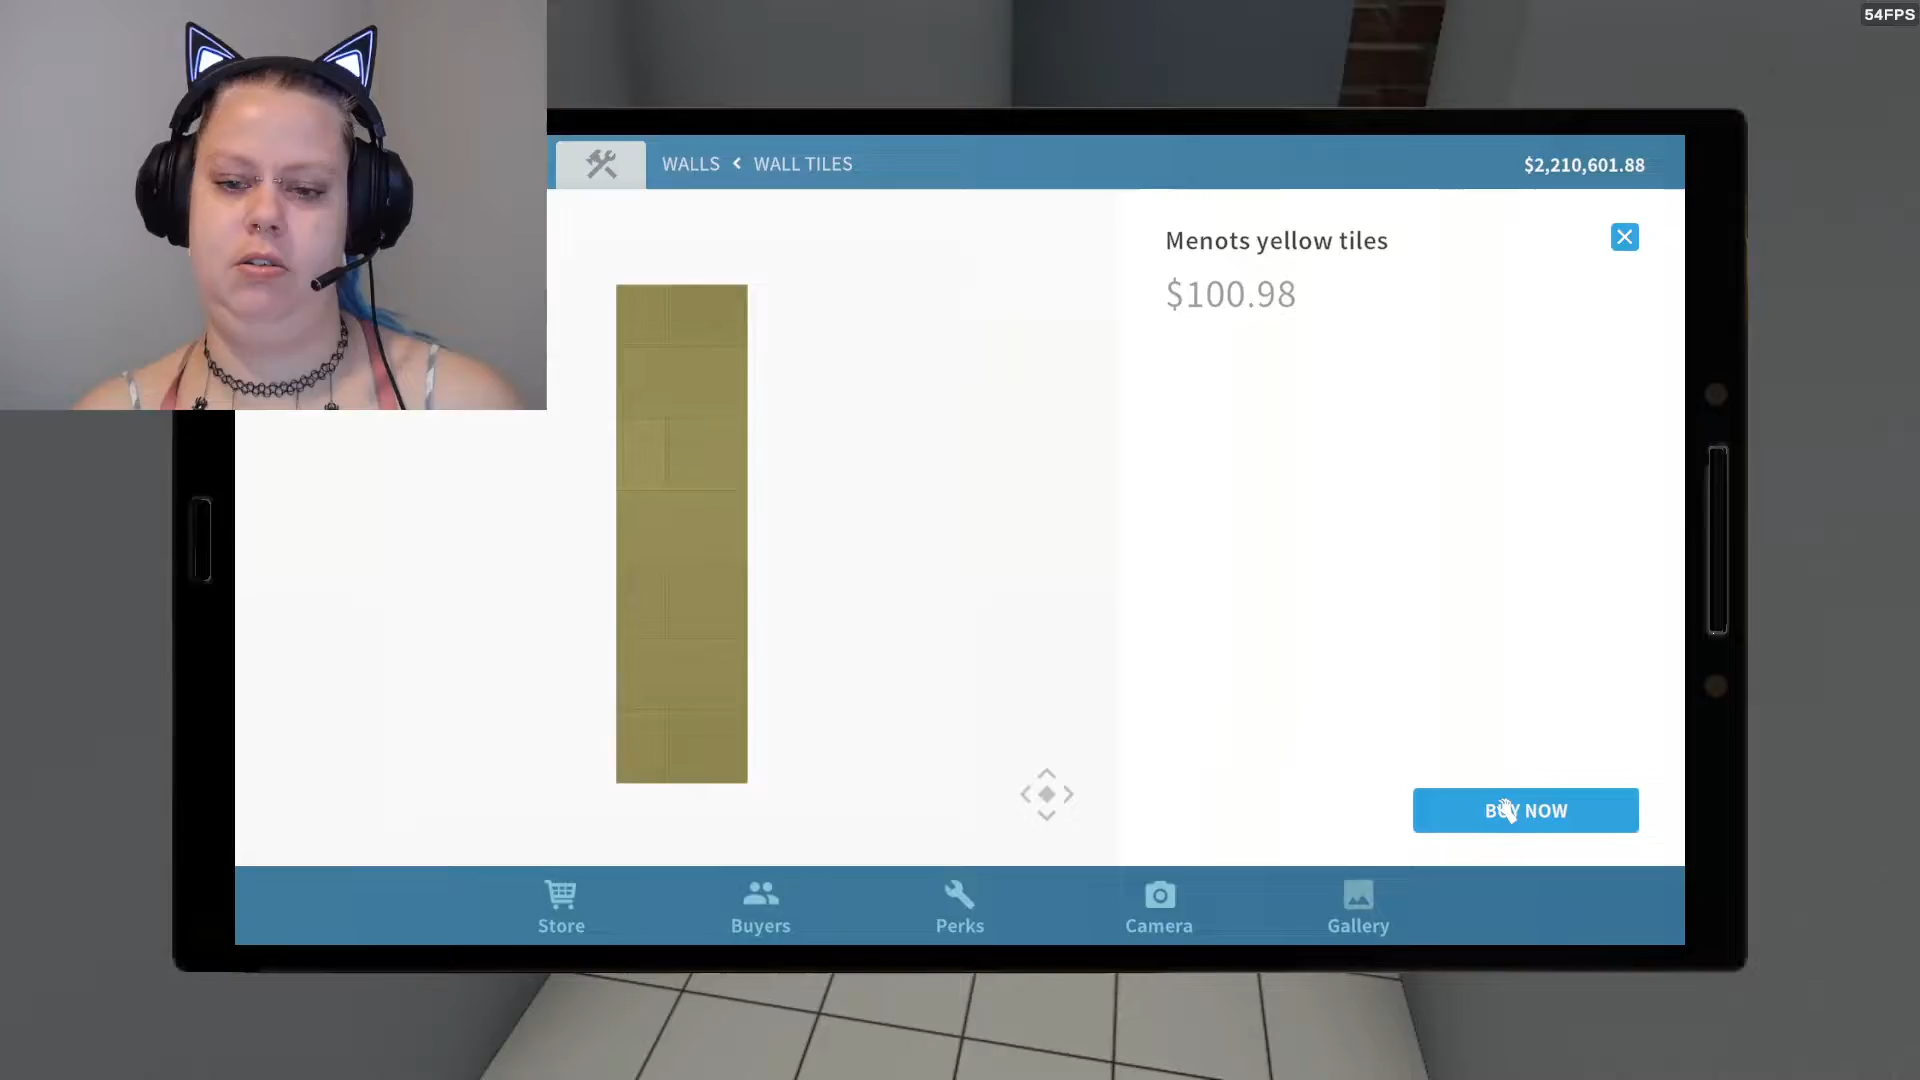 54FPS
WALLS < WALL TILES
$2,210,601.88
Menots yellow tiles
$100.98
BUY NOW
Store
Buyers
Perks
Camera
Gallery